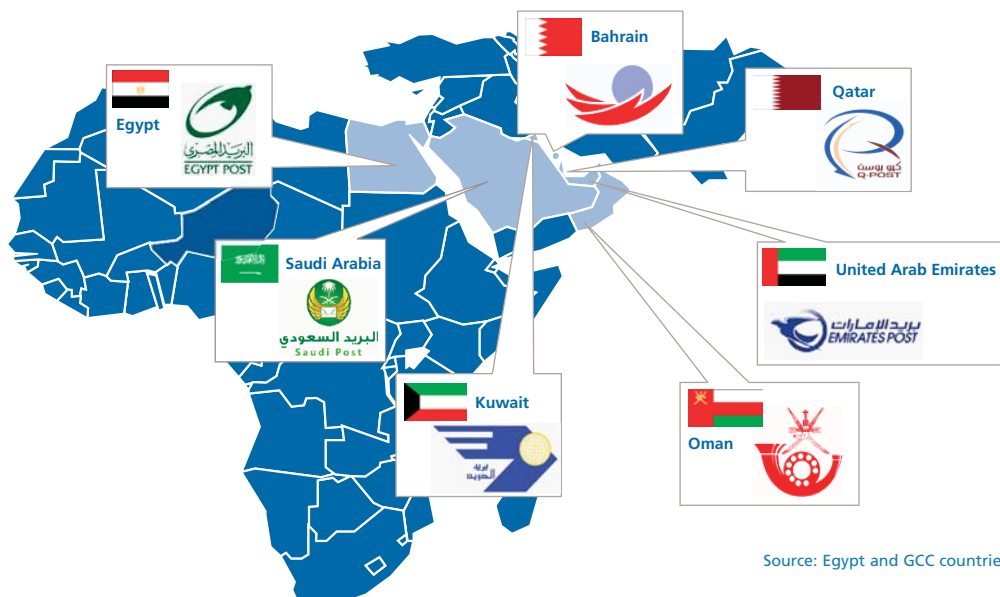 Bahrain
Egypt
البريد المصرى
EGYPT POST
Qatar
كيو بوست
Q-POST
Saudi Arabia
البريد السعودي
Saudi Post
United Arab Emirates
بريد الإمارات
EMIRATES POST
Kuwait
Oman
Source: Egypt and GCC countrie